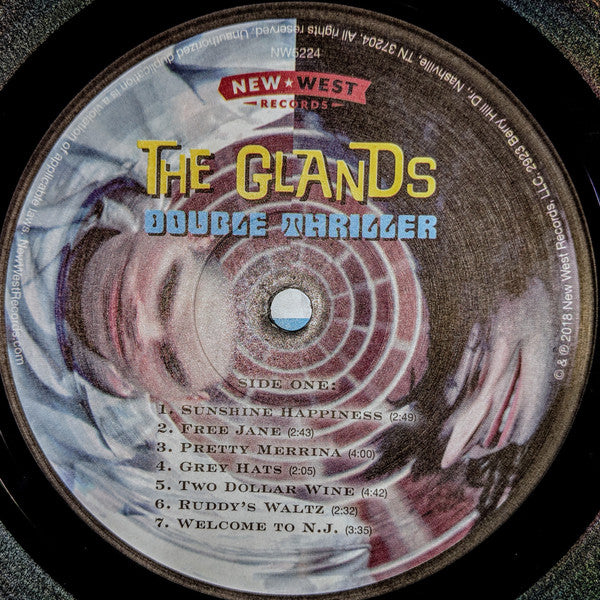 © & ℗ 2018 New West Records, LLC, 2923 Berry Hill Dr., Nashville, TN 37204. All rights reserved. Unauthorized duplication is a violation of applicable laws. NewWestRecords.com
NW5224
NEW ★ WEST
RECORDS
THE GLANDS
DOUBLE THRILLER
SIDE ONE:
1. SUNSHINE HAPPINESS (2:49)
2. FREE JANE (2:43)
3. PRETTY MERRINA (4:00)
4. GREY HATS (2:05)
5. TWO DOLLAR WINE (4:42)
6. RUDDY'S WALTZ (2:32)
7. WELCOME TO N.J. (3:35)